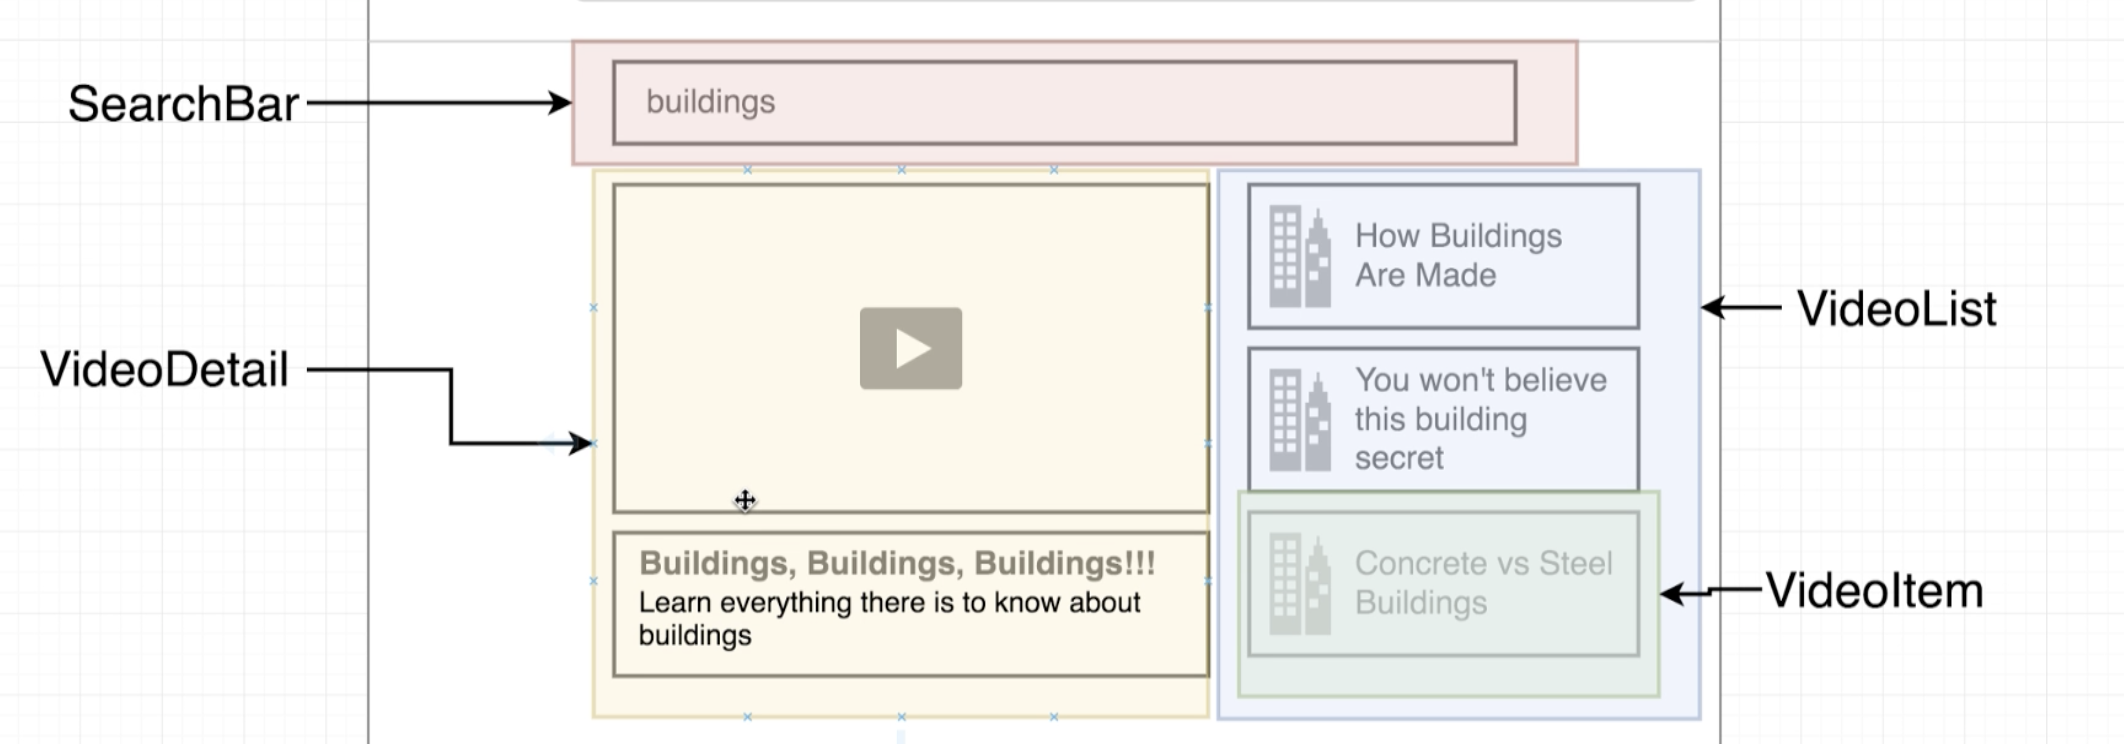 SearchBar
buildings
VideoDetail
Buildings, Buildings, Buildings!!!
Learn everything there is to know about
buildings
How Buildings
Are Made
You won't believe
this building
secret
Concrete vs Steel
Buildings
VideoList
VideoItem